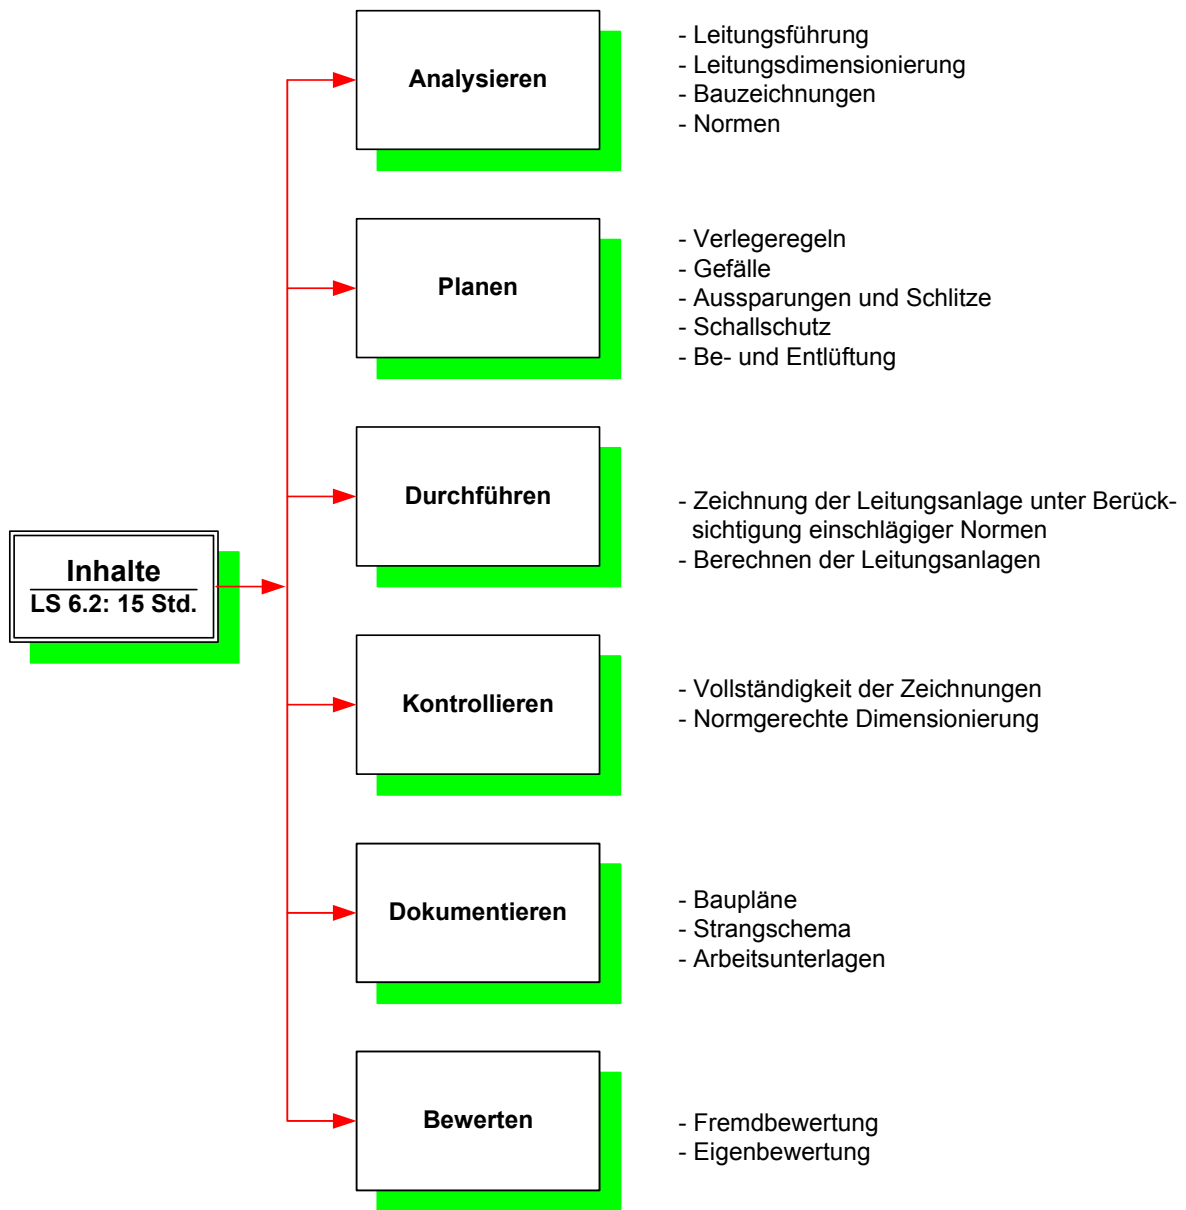 Analysieren
- Leitungsführung
- Leitungsdimensionierung
- Bauzeichnungen
- Normen
Planen
- Verlegeregeln
- Gefälle
- Aussparungen und Schlitze
- Schallschutz
- Be- und Entlüftung
Durchführen
- Zeichnung der Leitungsanlage unter Berück-
sichtigung einschlägiger Normen
- Berechnen der Leitungsanlagen
Inhalte
LS 6.2: 15 Std.
Kontrollieren
- Vollständigkeit der Zeichnungen
- Normgerechte Dimensionierung
Dokumentieren
- Baupläne
- Strangschema
- Arbeitsunterlagen
Bewerten
- Fremdbewertung
- Eigenbewertung